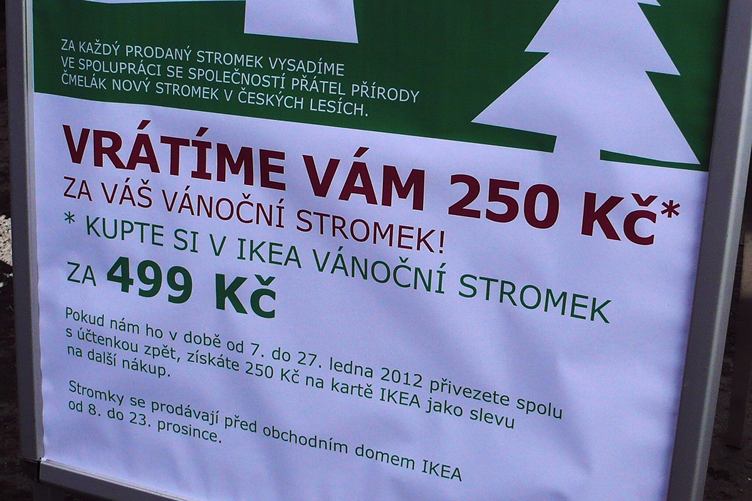 ZA KAŽDÝ PRODANÝ STROMEK VYSADÍME
VE SPOLUPRÁCI SE SPOLEČNOSTÍ PŘÁTEL PŘÍRODY
ČMELÁK NOVÝ STROMEK V ČESKÝCH LESÍCH.
VRÁTÍME VÁM 250 Kč*
ZA VÁŠ VÁNOČNÍ STROMEK!
* KUPTE SI V IKEA VÁNOČNÍ STROMEK
ZA 499 Kč
Pokud nám ho v době od 7. do 27. ledna 2012 přivezete spolu
s účtenkou zpět, získáte 250 Kč na kartě IKEA jako slevu
na další nákup.
Stromky se prodávají před obchodním domem IKEA
od 8. do 23. prosince.